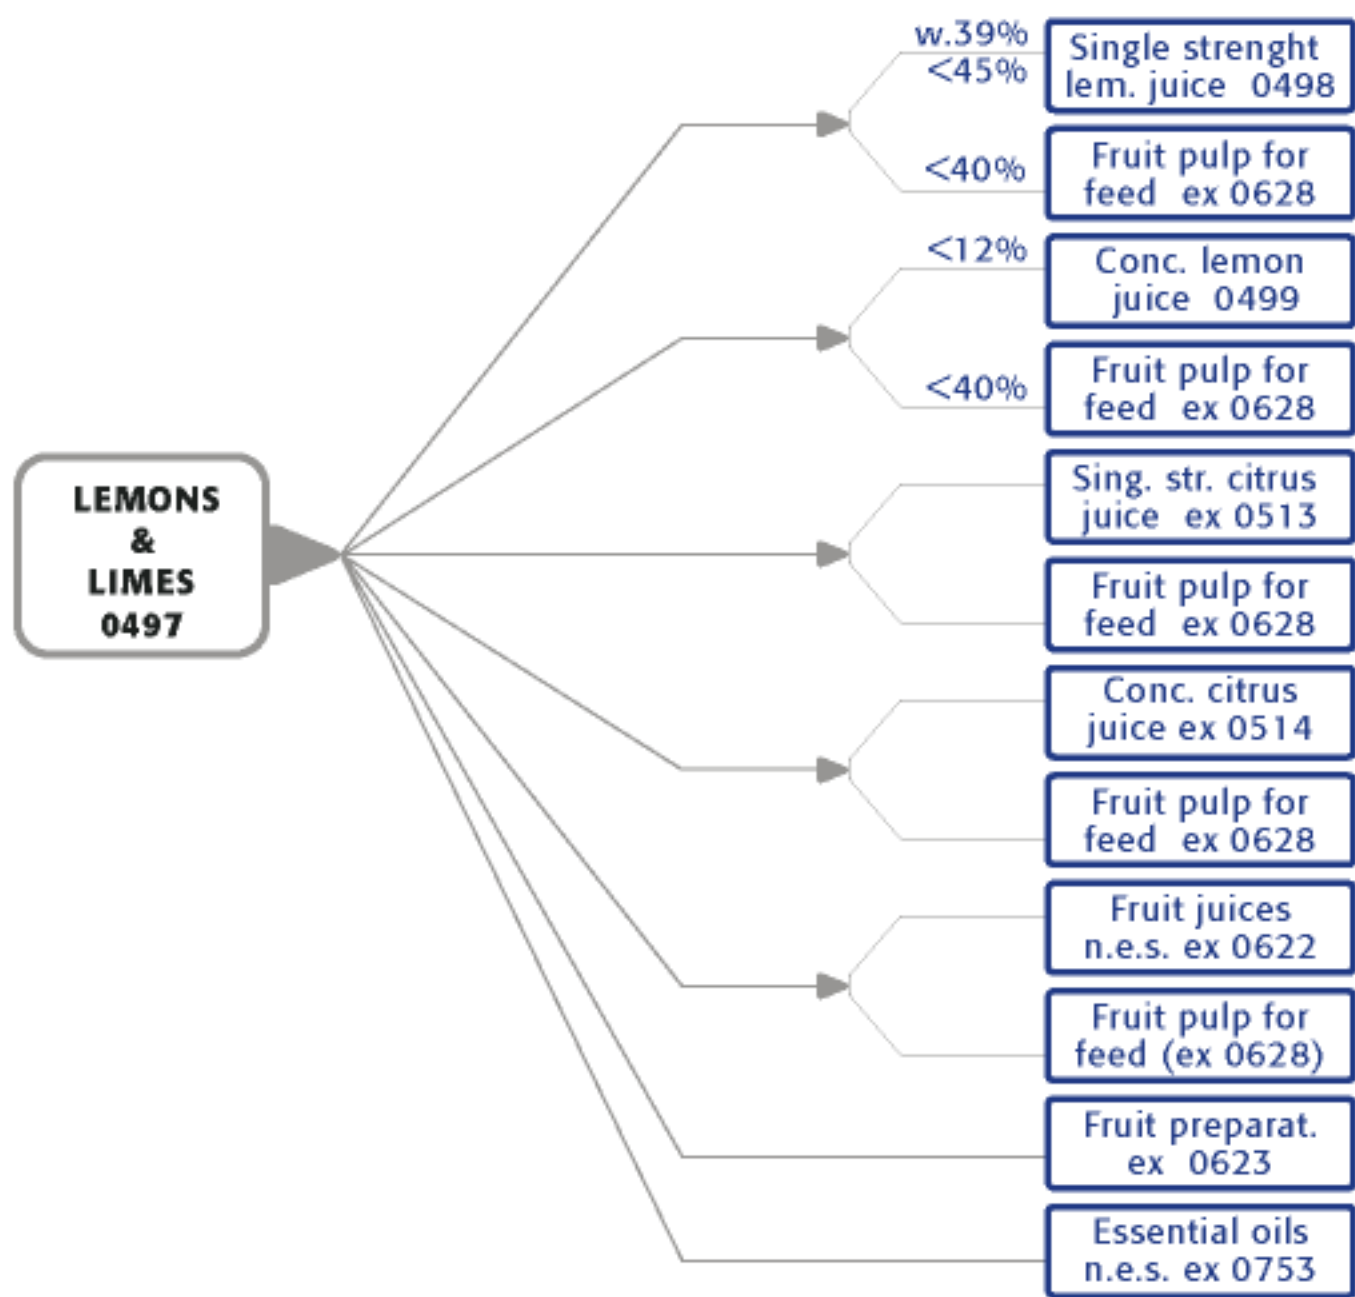 w.39%
<45%
Single strenght
lem. juice 0498
<40%
Fruit pulp for
feed ex 0628
<12%
Conc. lemon
juice 0499
<40%
Fruit pulp for
feed ex 0628
LEMONS
&
LIMES
0497
Sing. str. citrus
juice ex 0513
Fruit pulp for
feed ex 0628
Conc. citrus
juice ex 0514
Fruit pulp for
feed ex 0628
Fruit juices
n.e.s. ex 0622
Fruit pulp for
feed (ex 0628)
Fruit preparat.
ex 0623
Essential oils
n.e.s. ex 0753